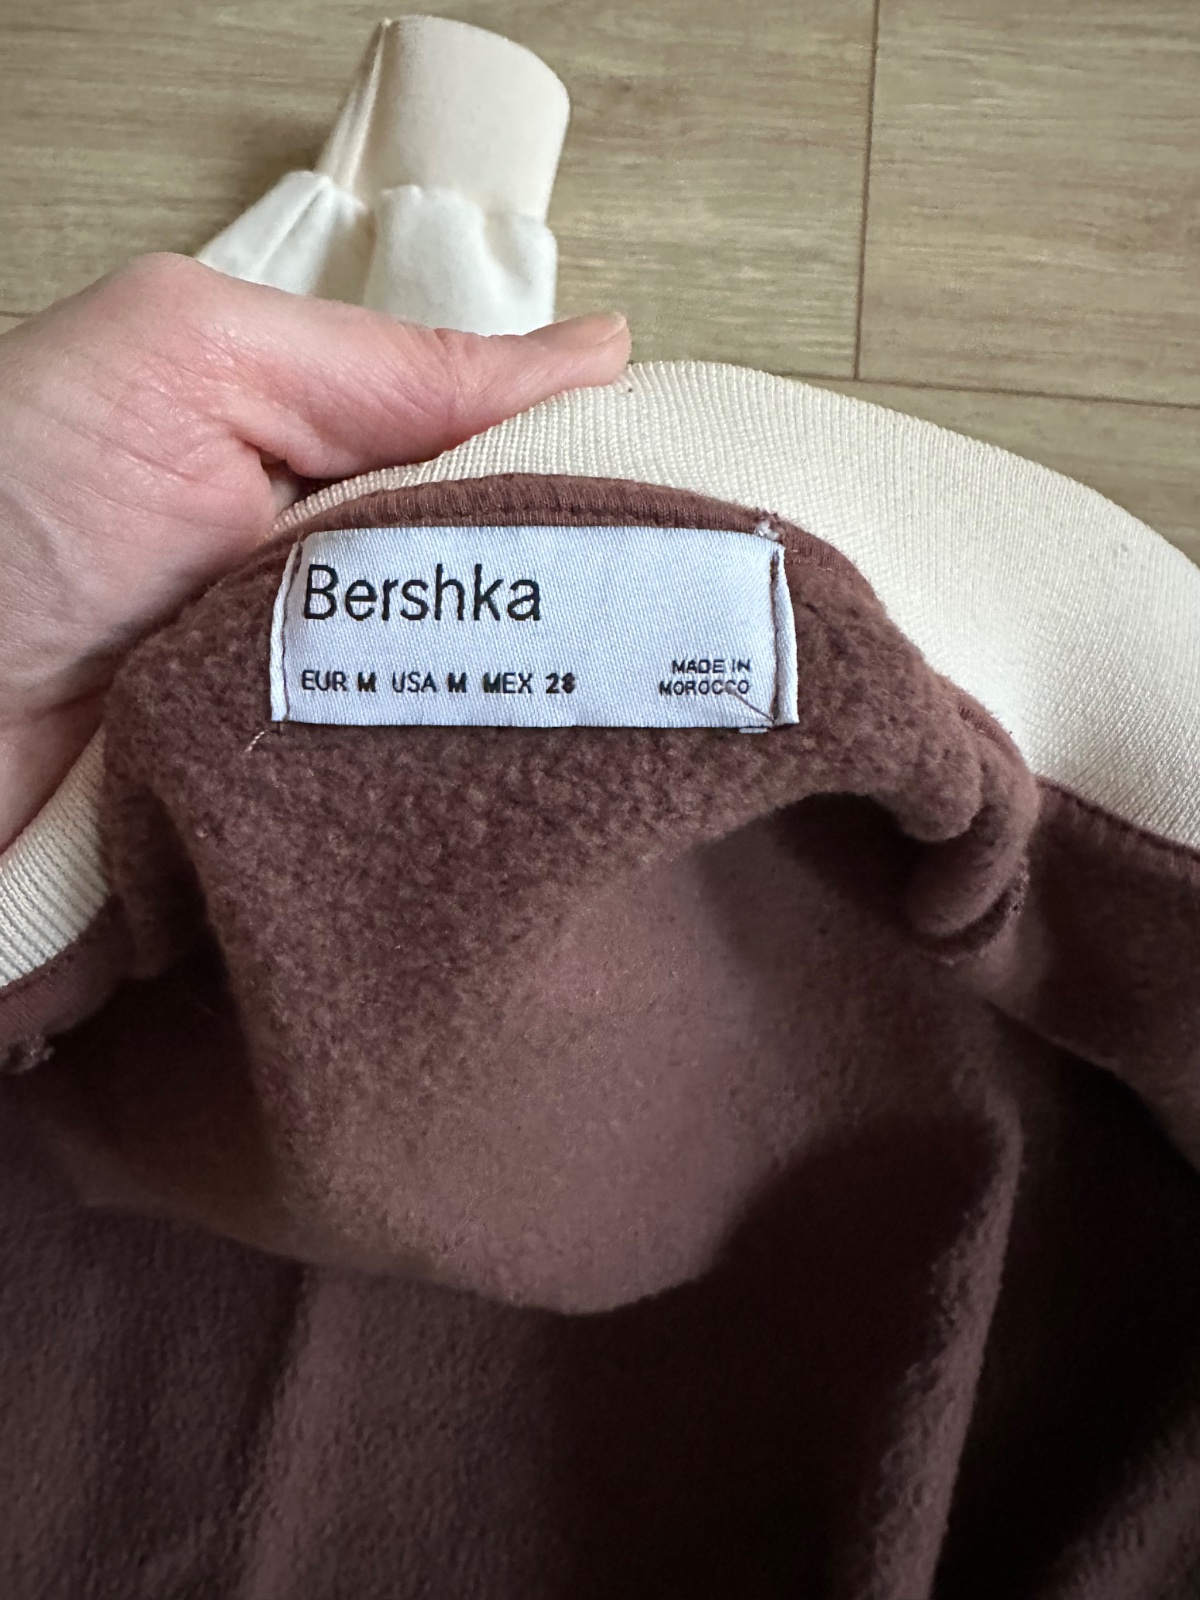 Bershka
EUR M USA M MEX 28
MADE IN
MOROCCO